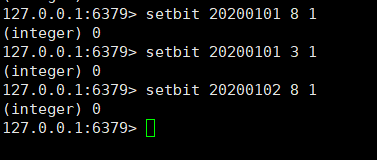 127.0.0.1:6379> setbit 20200101 8 1
(integer) 0
127.0.0.1:6379> setbit 20200101 3 1
(integer) 0
127.0.0.1:6379> setbit 20200102 8 1
(integer) 0
127.0.0.1:6379>